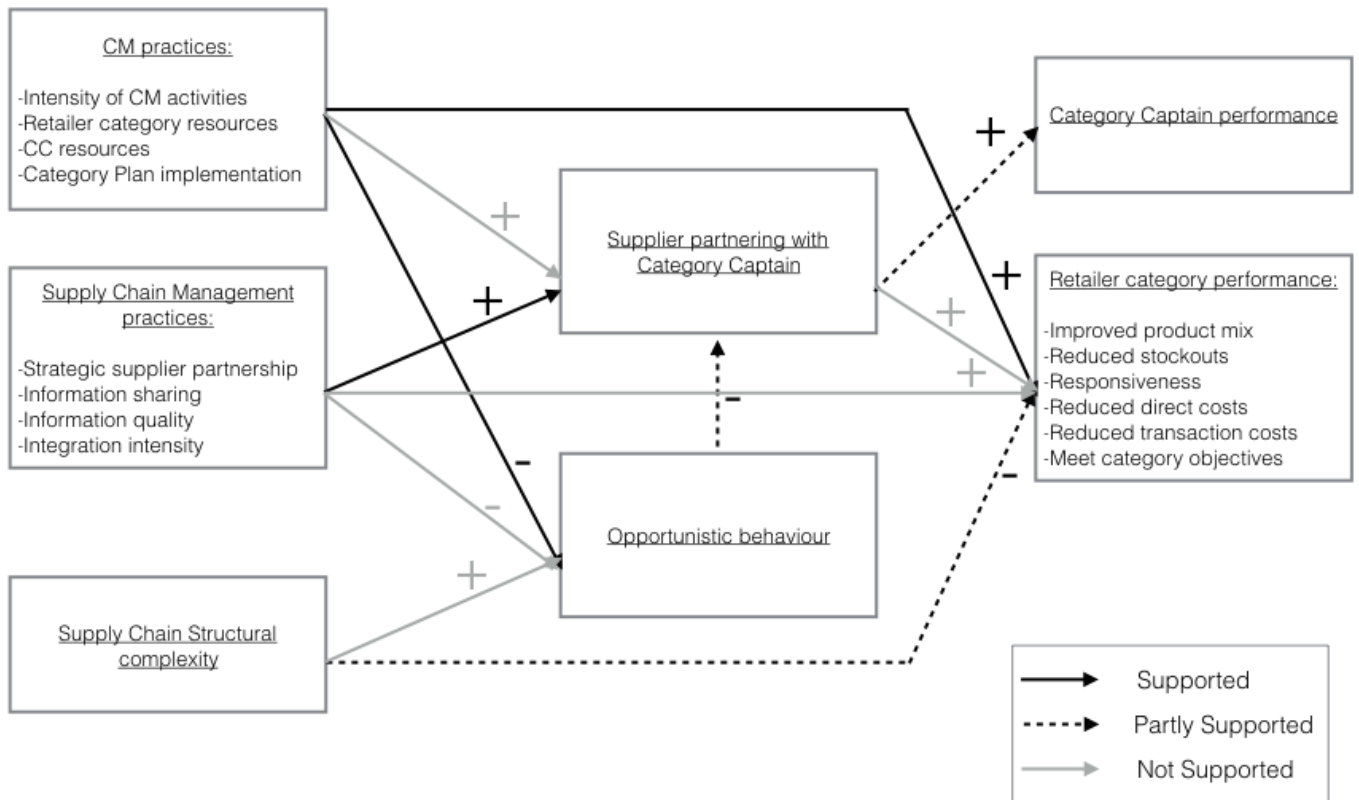 CM practices:
-Intensity of CM activities
-Retailer category resources
-CC resources
-Category Plan implementation
Supply Chain Management
practices:
-Strategic supplier partnership
-Information sharing
-Information quality
-Integration intensity
Supply Chain Structural
complexity
Supplier partnering with
Category Captain
Opportunistic behaviour
Category Captain performance
Retailer category performance:
-Improved product mix
-Reduced stockouts
-Responsiveness
-Reduced direct costs
-Reduced transaction costs
-Meet category objectives
+
+
+
+
+
+
+
-
-
-
-
Supported
Partly Supported
Not Supported